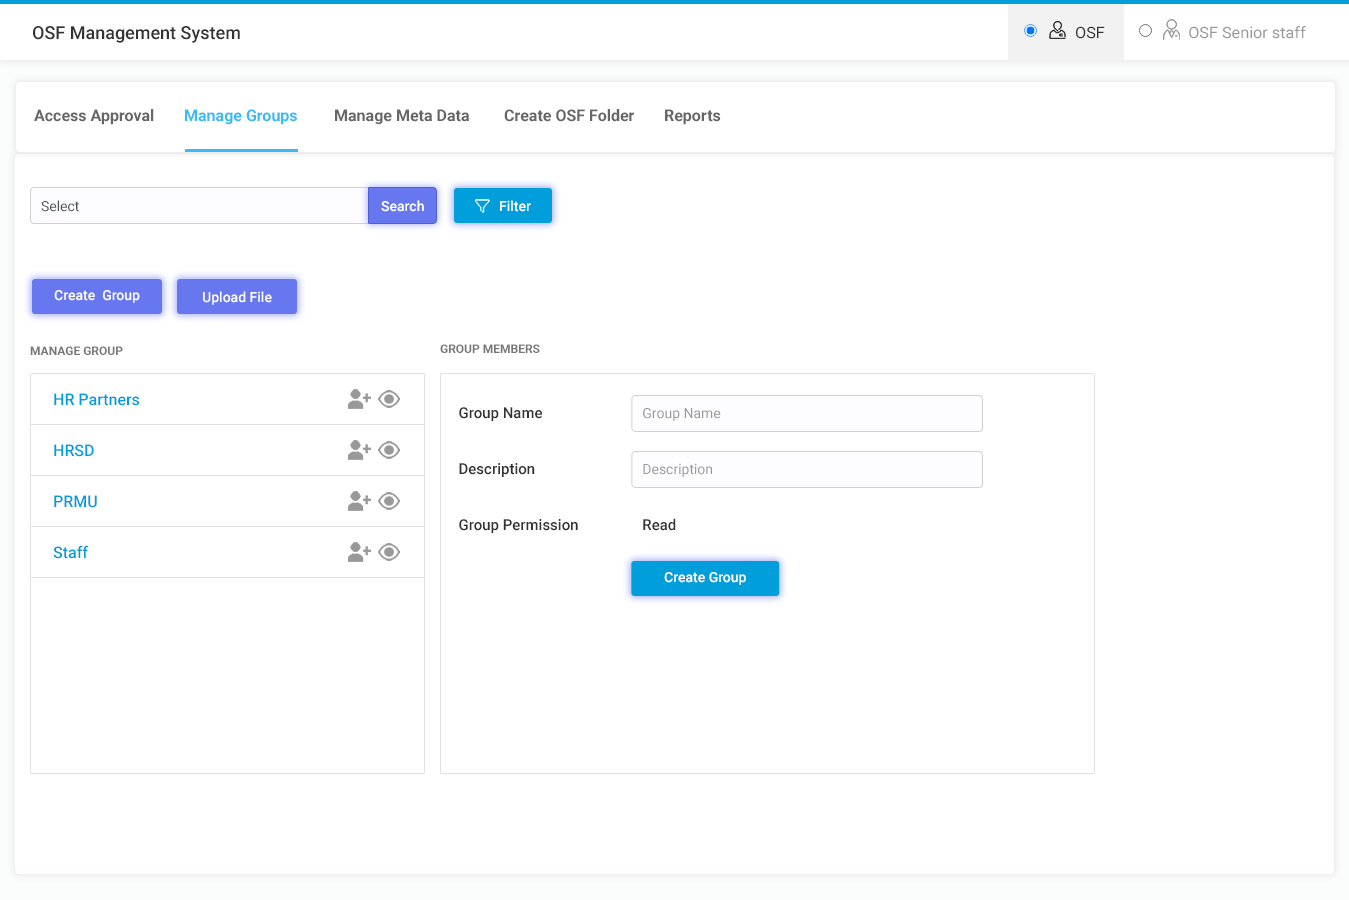 OSF Management System
OSF
OSF Senior staff
Access Approval
Manage Groups
Manage Meta Data
Create OSF Folder
Reports
Select
Search
Filter
Create Group
Upload File
MANAGE GROUP
GROUP MEMBERS
HR Partners
HRSD
PRMU
Staff
Group Name
Group Name
Description
Description
Group Permission
Read
Create Group